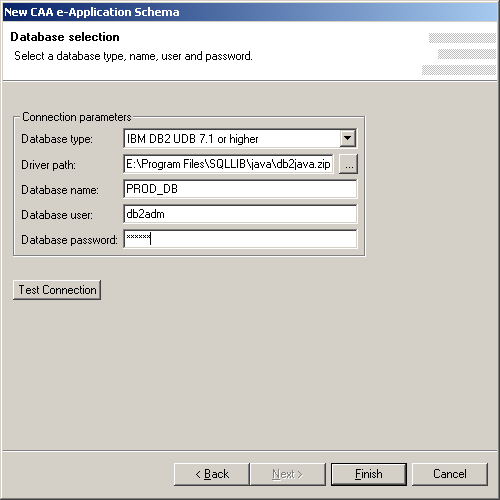 New CAA e-Application Schema
Database selection
Select a database type, name, user and password.
Connection parameters
Database type: IBM DB2 UDB 7.1 or higher
Driver path: E:\Program Files\SQLLIB\java\db2java.zip ...
Database name: PROD_DB
Database user: db2adm
Database password: ******
Test Connection
< Back Next > Finish Cancel